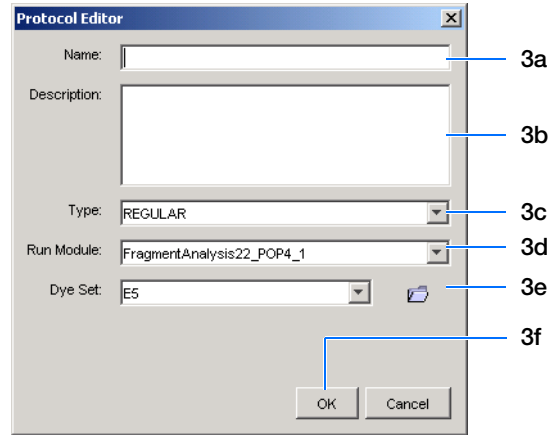 Protocol Editor
Name: 3a
Description: 3b
Type: REGULAR 3c
Run Module: FragmentAnalysis22_POP4_1 3d
Dye Set: E5 3e
3f
OK Cancel